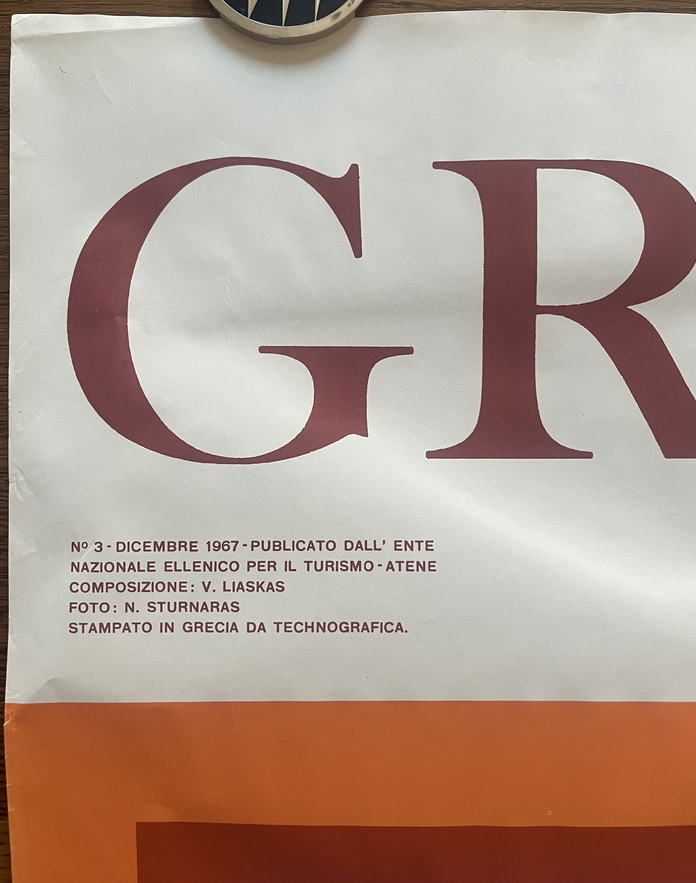 GR
Nº 3 - DICEMBRE 1967 - PUBLICATO DALL' ENTE
NAZIONALE ELLENICO PER IL TURISMO - ATENE
COMPOSIZIONE: V. LIASKAS
FOTO: N. STURNARAS
STAMPATO IN GRECIA DA TECHNOGRAFICA.